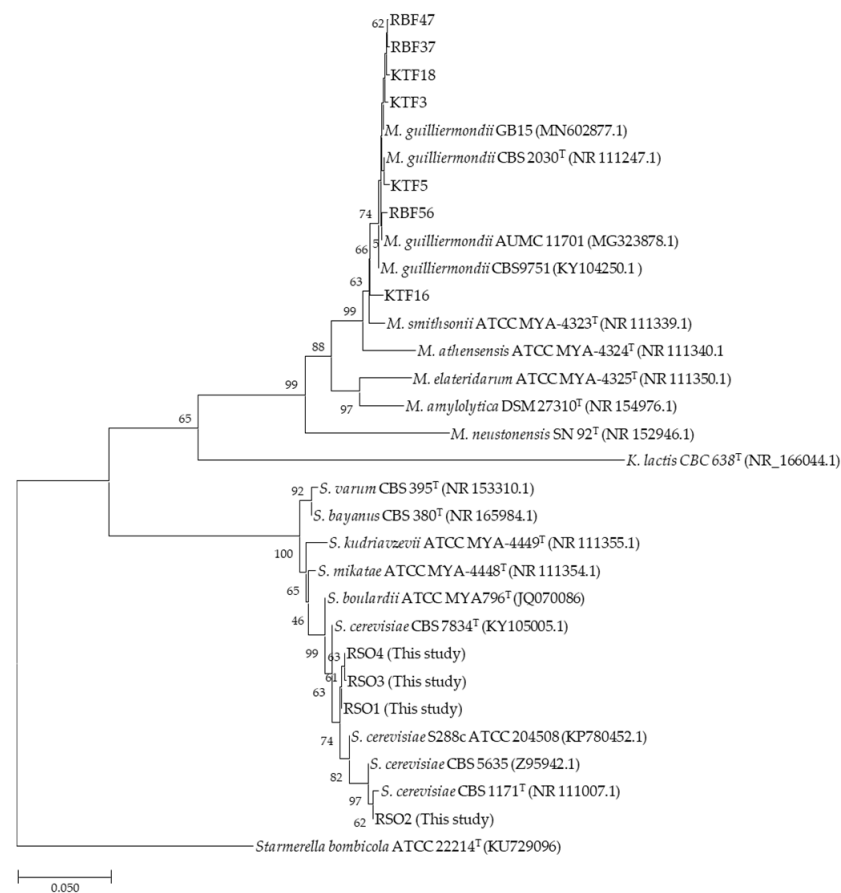 62 RBF47
RBF37
KTF18
KTF3
M. guilliermondii GB15 (MN602877.1)
M. guilliermondii CBS 2030T (NR 111247.1)
KTF5
74 RBF56
66 5 M. guilliermondii AUMC 11701 (MG323878.1)
M. guilliermondii CBS9751 (KY104250.1 )
63 KTF16
99 M. smithsonii ATCC MYA-4323T (NR 111339.1)
88 M. athensensis ATCC MYA-4324T (NR 111340.1
99 M. elateridarum ATCC MYA-4325T (NR 111350.1)
97 M. amylolytica DSM 27310T (NR 154976.1)
65 M. neustonensis SN 92T (NR 152946.1)
K. lactis CBC 638T (NR_166044.1)
92 S. varum CBS 395T (NR 153310.1)
S. bayanus CBS 380T (NR 165984.1)
100 S. kudriavzevii ATCC MYA-4449T (NR 111355.1)
S. mikatae ATCC MYA-4448T (NR 111354.1)
65 S. boulardii ATCC MYA796T (JQ070086)
46 S. cerevisiae CBS 7834T (KY105005.1)
99 63 RSO4 (This study)
61 RSO3 (This study)
63 RSO1 (This study)
74 S. cerevisiae S288c ATCC 204508 (KP780452.1)
82 S. cerevisiae CBS 5635 (Z95942.1)
97 S. cerevisiae CBS 1171T (NR 111007.1)
62 RSO2 (This study)
Starmerella bombicola ATCC 22214T (KU729096)
0.050